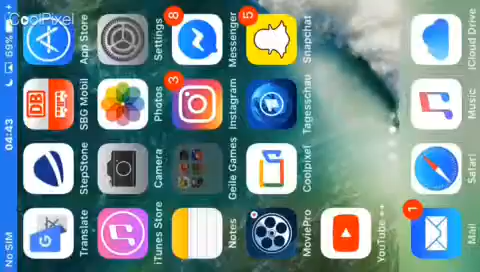 CoolPixel
No SIM 04:43 69% +
DB
Translate StepStone SBG Mobil App Store
3 8
iTunes Store Camera Photos Settings
5
Notes Geile Games Instagram Messenger
MoviePro Coolpixel Tagesschau Snapchat
YouTube ++
1
Mail Safari Music iCloud Drive